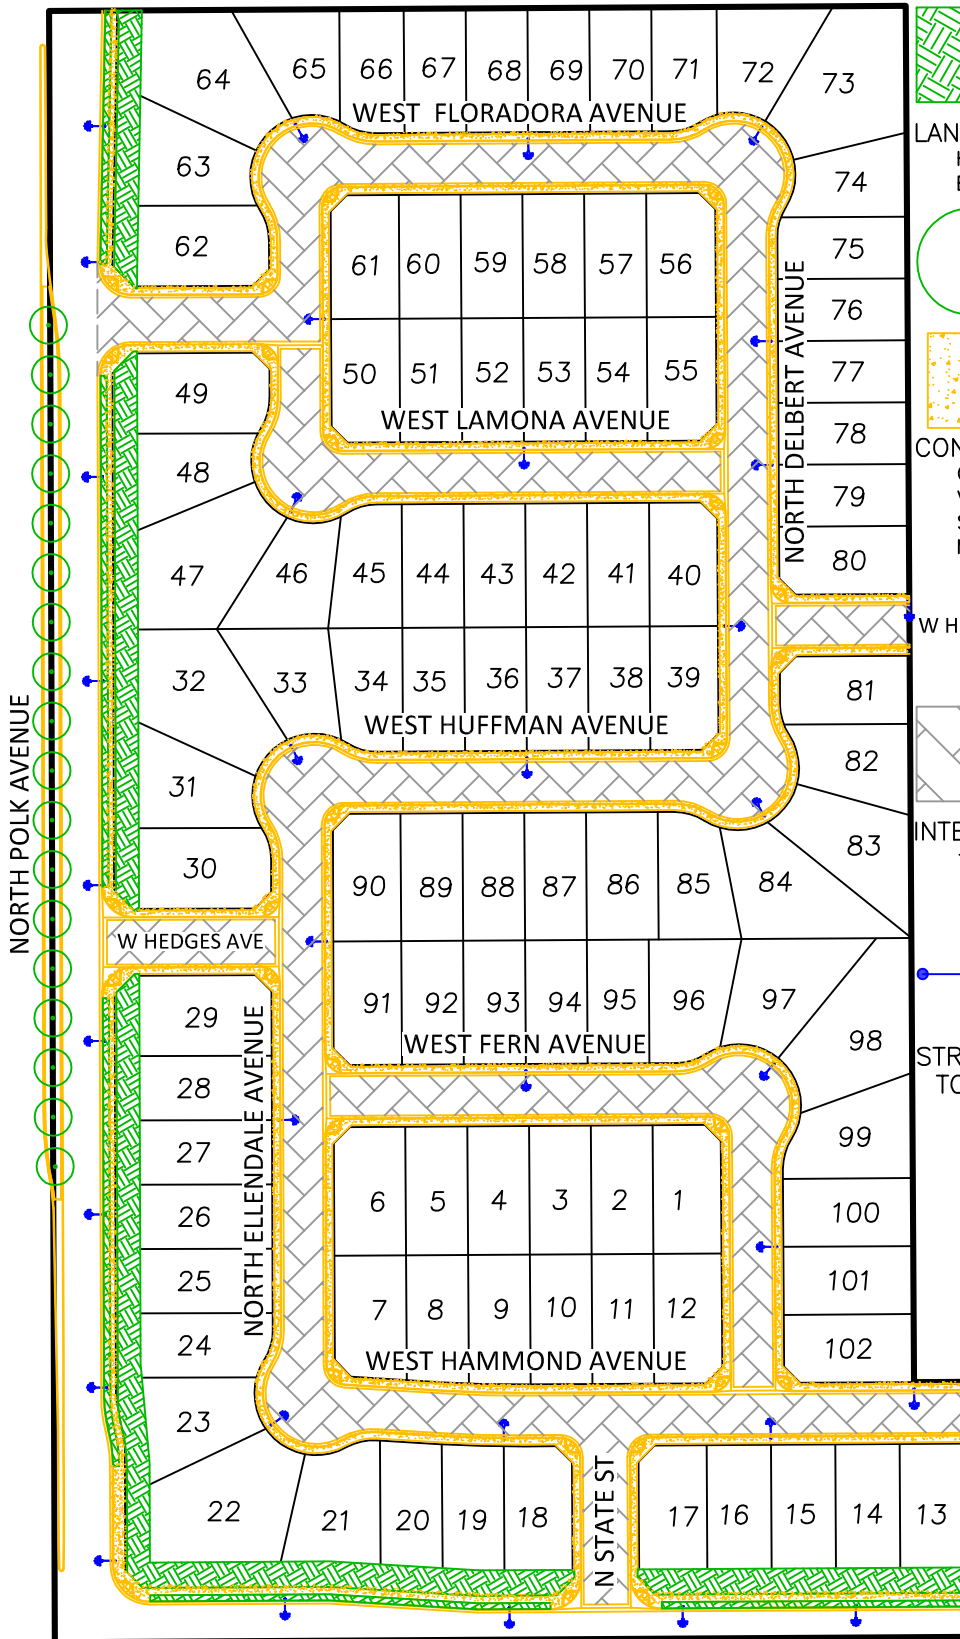 64 65 66 67 68 69 70 71 72 73
WEST FLORADORA AVENUE
63 74
62 75
61 60 59 58 57 56
76
50 51 52 53 54 55
77
49
WEST LAMONA AVENUE
78
48
79
NORTH DELBERT AVENUE
80
47 46 45 44 43 42 41 40
W H
32 33 34 35 36 37 38 39
81
WEST HUFFMAN AVENUE
82
31
83
30
90 89 88 87 86 85 84
NORTH POLK AVENUE
W HEDGES AVE
91 92 93 94 95 96 97
29
98
WEST FERN AVENUE
28
99
27
NORTH ELLENDALE AVENUE
6 5 4 3 2 1
100
26
101
25
7 8 9 10 11 12
24
102
WEST HAMMOND AVENUE
23
N STATE ST
22 21 20 19 18 17 16 15 14 13
LAN
CON
INTE
STR
TO